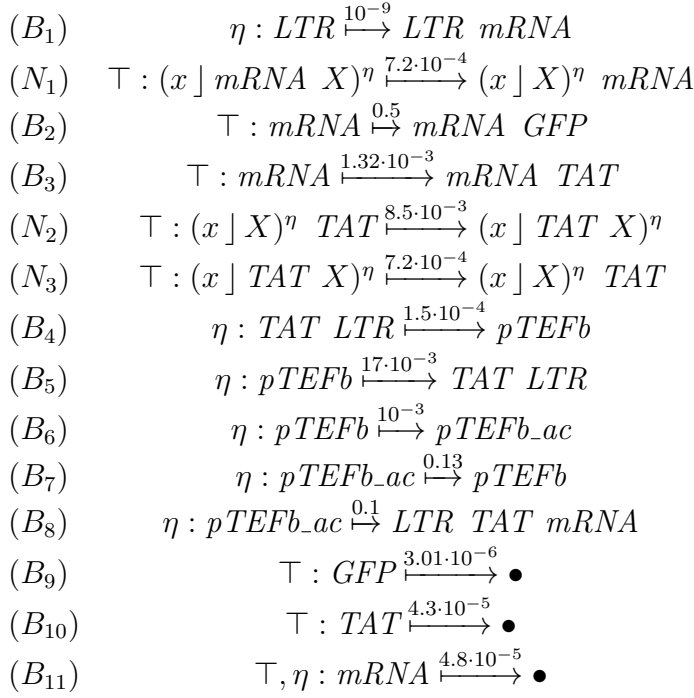 (B₁) η : LTR ⟼^{10⁻⁹} LTR mRNA
(N₁) ⊤ : (x ⌋ mRNA X)^η ⟼^{7.2·10⁻⁴} (x ⌋ X)^η mRNA
(B₂) ⊤ : mRNA ⟼^{0.5} mRNA GFP
(B₃) ⊤ : mRNA ⟼^{1.32·10⁻³} mRNA TAT
(N₂) ⊤ : (x ⌋ X)^η TAT ⟼^{8.5·10⁻³} (x ⌋ TAT X)^η
(N₃) ⊤ : (x ⌋ TAT X)^η ⟼^{7.2·10⁻⁴} (x ⌋ X)^η TAT
(B₄) η : TAT LTR ⟼^{1.5·10⁻⁴} pTEFb
(B₅) η : pTEFb ⟼^{17·10⁻³} TAT LTR
(B₆) η : pTEFb ⟼^{10⁻³} pTEFb_ac
(B₇) η : pTEFb_ac ⟼^{0.13} pTEFb
(B₈) η : pTEFb_ac ⟼^{0.1} LTR TAT mRNA
(B₉) ⊤ : GFP ⟼^{3.01·10⁻⁶} •
(B₁₀) ⊤ : TAT ⟼^{4.3·10⁻⁵} •
(B₁₁) ⊤, η : mRNA ⟼^{4.8·10⁻⁵} •